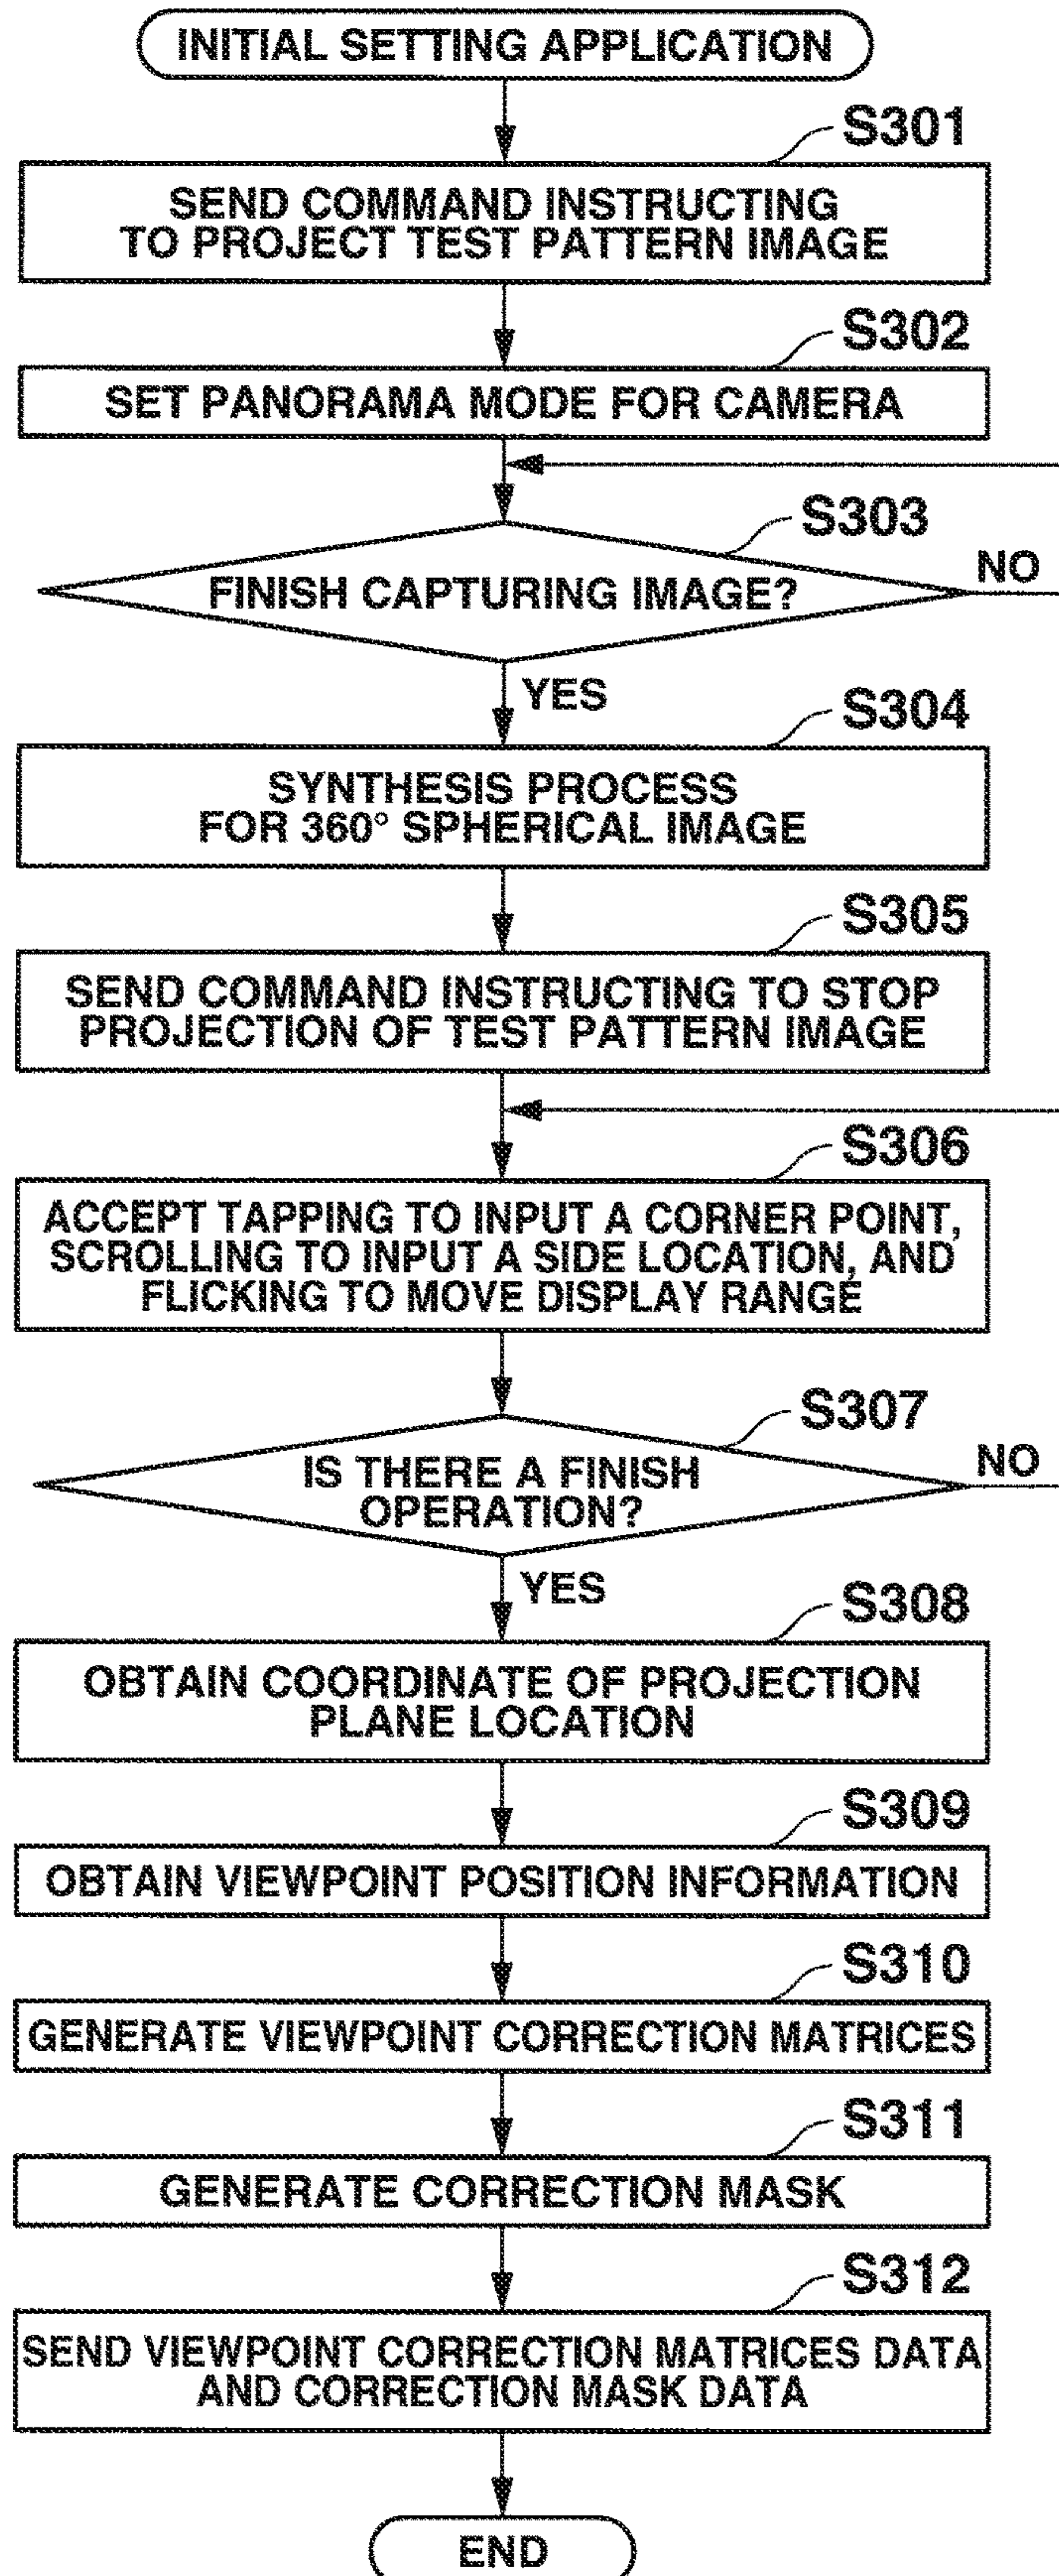 INITIAL SETTING APPLICATION
S301
SEND COMMAND INSTRUCTING
TO PROJECT TEST PATTERN IMAGE
S302
SET PANORAMA MODE FOR CAMERA
S303
FINISH CAPTURING IMAGE?
NO
YES
S304
SYNTHESIS PROCESS
FOR 360° SPHERICAL IMAGE
S305
SEND COMMAND INSTRUCTING TO STOP
PROJECTION OF TEST PATTERN IMAGE
S306
ACCEPT TAPPING TO INPUT A CORNER POINT,
SCROLLING TO INPUT A SIDE LOCATION, AND
FLICKING TO MOVE DISPLAY RANGE
S307
IS THERE A FINISH
OPERATION?
NO
YES
S308
OBTAIN COORDINATE OF PROJECTION
PLANE LOCATION
S309
OBTAIN VIEWPOINT POSITION INFORMATION
S310
GENERATE VIEWPOINT CORRECTION MATRICES
S311
GENERATE CORRECTION MASK
S312
SEND VIEWPOINT CORRECTION MATRICES DATA
AND CORRECTION MASK DATA
END